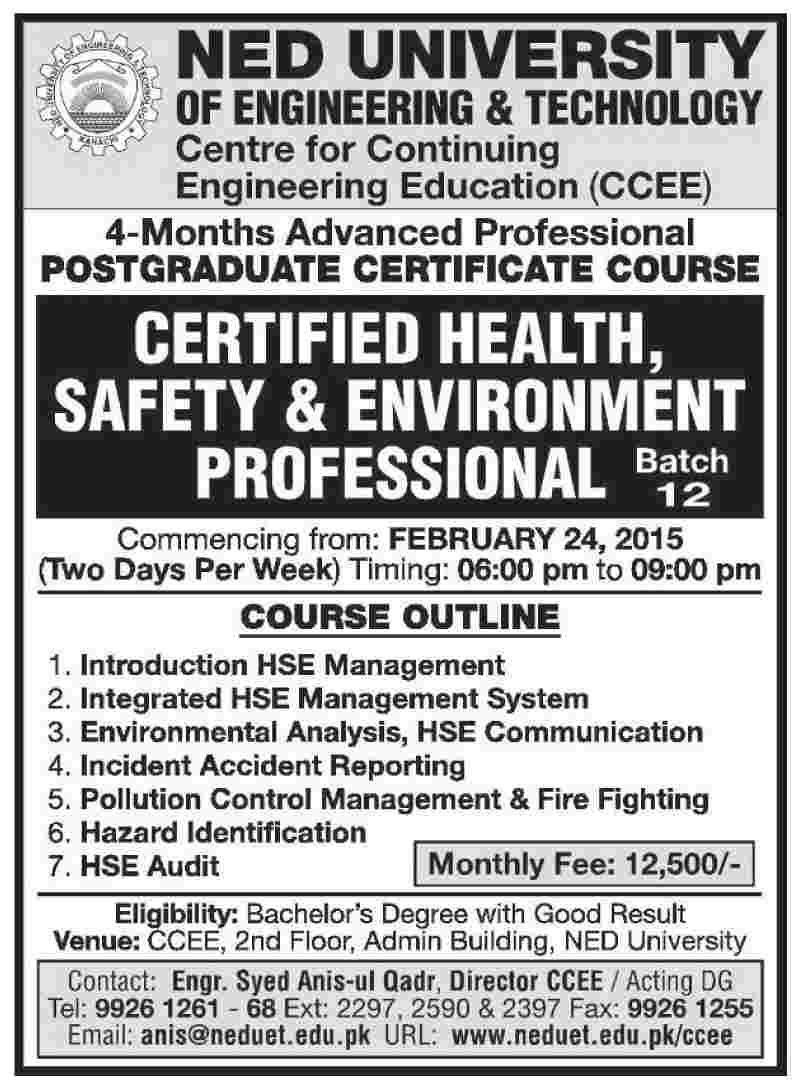 NED UNIVERSITY OF ENGINEERING & TECHNOLOGY
KARACHI
NED UNIVERSITY
OF ENGINEERING & TECHNOLOGY
Centre for Continuing
Engineering Education (CCEE)
4-Months Advanced Professional
POSTGRADUATE CERTIFICATE COURSE
CERTIFIED HEALTH,
SAFETY & ENVIRONMENT
PROFESSIONAL Batch
12
Commencing from: FEBRUARY 24, 2015
(Two Days Per Week) Timing: 06:00 pm to 09:00 pm
COURSE OUTLINE
1. Introduction HSE Management
2. Integrated HSE Management System
3. Environmental Analysis, HSE Communication
4. Incident Accident Reporting
5. Pollution Control Management & Fire Fighting
6. Hazard Identification
7. HSE Audit
Monthly Fee: 12,500/-
Eligibility: Bachelor's Degree with Good Result
Venue: CCEE, 2nd Floor, Admin Building, NED University
Contact: Engr. Syed Anis-ul Qadr, Director CCEE / Acting DG
Tel: 9926 1261 - 68 Ext: 2297, 2590 & 2397 Fax: 9926 1255
Email: anis@neduet.edu.pk URL: www.neduet.edu.pk/ccee